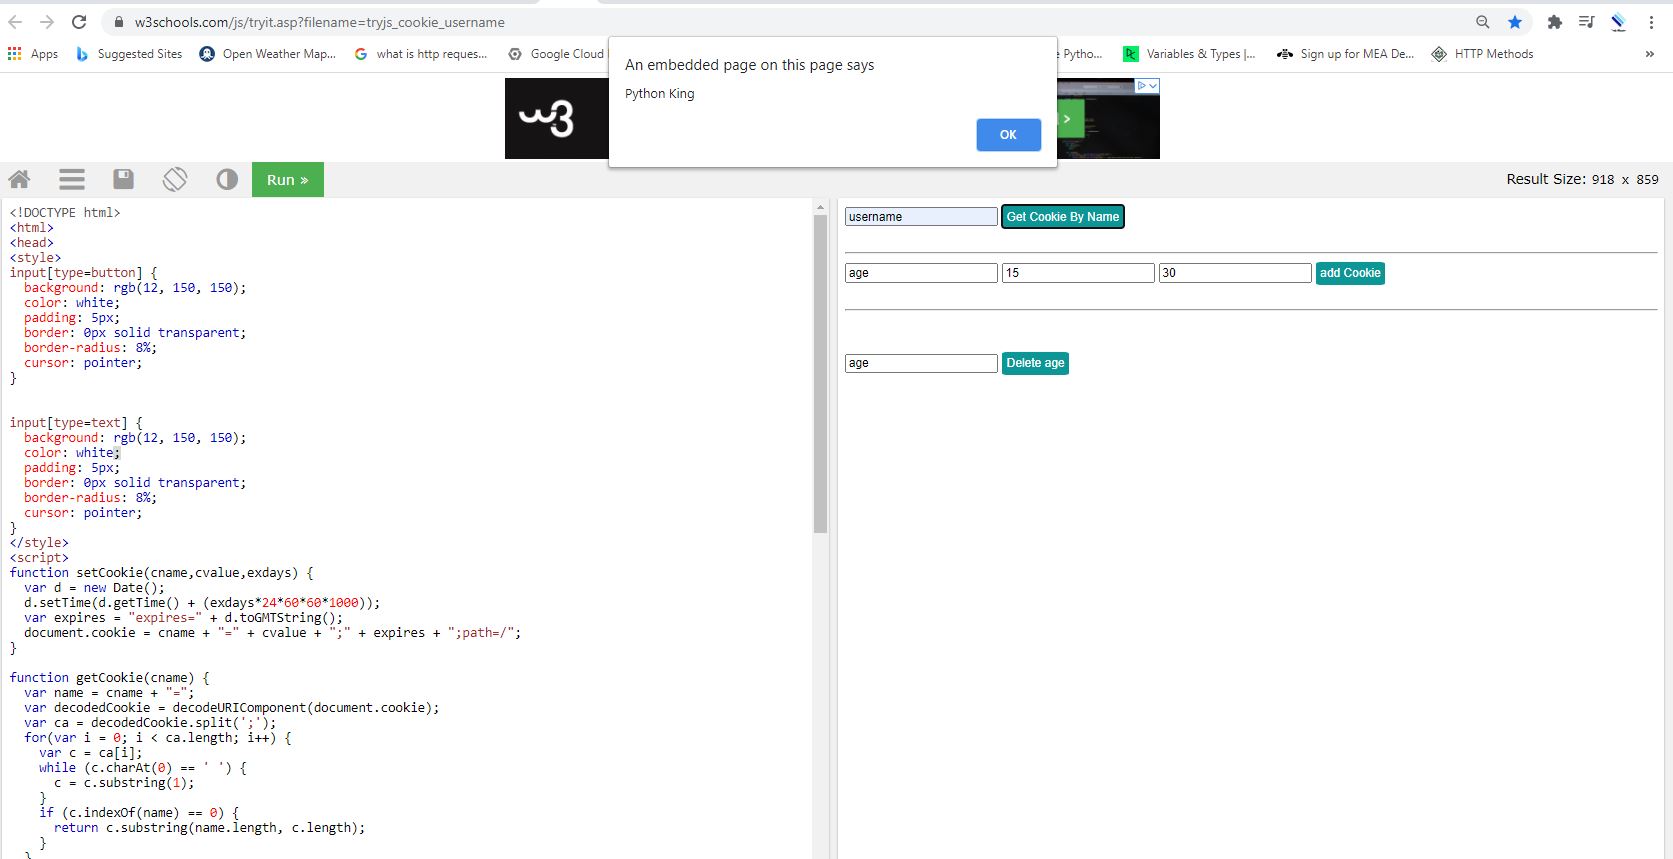 w3schools.com/js/tryit.asp?filename=tryjs_cookie_username
Apps Suggested Sites Open Weather Map... what is http reques... Google Cloud Pytho... Variables & Types |... Sign up for MEA De... HTTP Methods »
An embedded page on this page says
Python King
OK
w3
Run »
Result Size: 918 x 859
<!DOCTYPE html>
<html>
<head>
<style>
input[type=button] {
  background: rgb(12, 150, 150);
  color: white;
  padding: 5px;
  border: 0px solid transparent;
  border-radius: 8%;
  cursor: pointer;
}
input[type=text] {
  background: rgb(12, 150, 150);
  color: white;
  padding: 5px;
  border: 0px solid transparent;
  border-radius: 8%;
  cursor: pointer;
}
</style>
<script>
function setCookie(cname,cvalue,exdays) {
  var d = new Date();
  d.setTime(d.getTime() + (exdays*24*60*60*1000));
  var expires = "expires=" + d.toGMTString();
  document.cookie = cname + "=" + cvalue + ";" + expires + ";path=/";
}
function getCookie(cname) {
  var name = cname + "=";
  var decodedCookie = decodeURIComponent(document.cookie);
  var ca = decodedCookie.split(';');
  for(var i = 0; i < ca.length; i++) {
    var c = ca[i];
    while (c.charAt(0) == ' ') {
      c = c.substring(1);
    }
    if (c.indexOf(name) == 0) {
      return c.substring(name.length, c.length);
    }
  }
username Get Cookie By Name
age 15 30 add Cookie
age Delete age